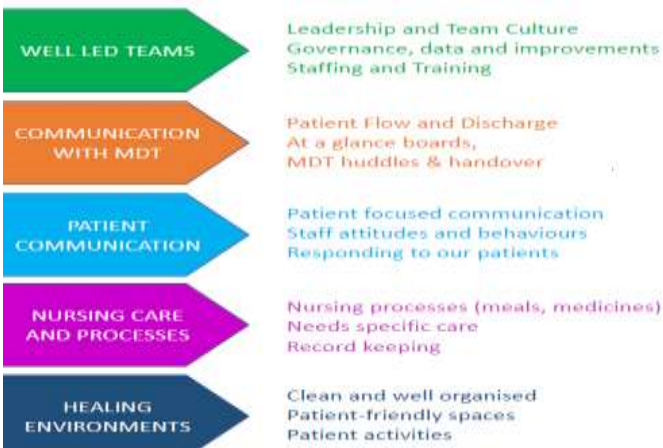 WELL LED TEAMS
Leadership and Team Culture
Governance, data and improvements
Staffing and Training
COMMUNICATION
WITH MDT
Patient Flow and Discharge
At a glance boards,
MDT huddles & handover
PATIENT
COMMUNICATION
Patient focused communication
Staff attitudes and behaviours
Responding to our patients
NURSING CARE
AND PROCESSES
Nursing processes (meals, medicines)
Needs specific care
Record keeping
HEALING
ENVIRONMENTS
Clean and well organised
Patient-friendly spaces
Patient activities